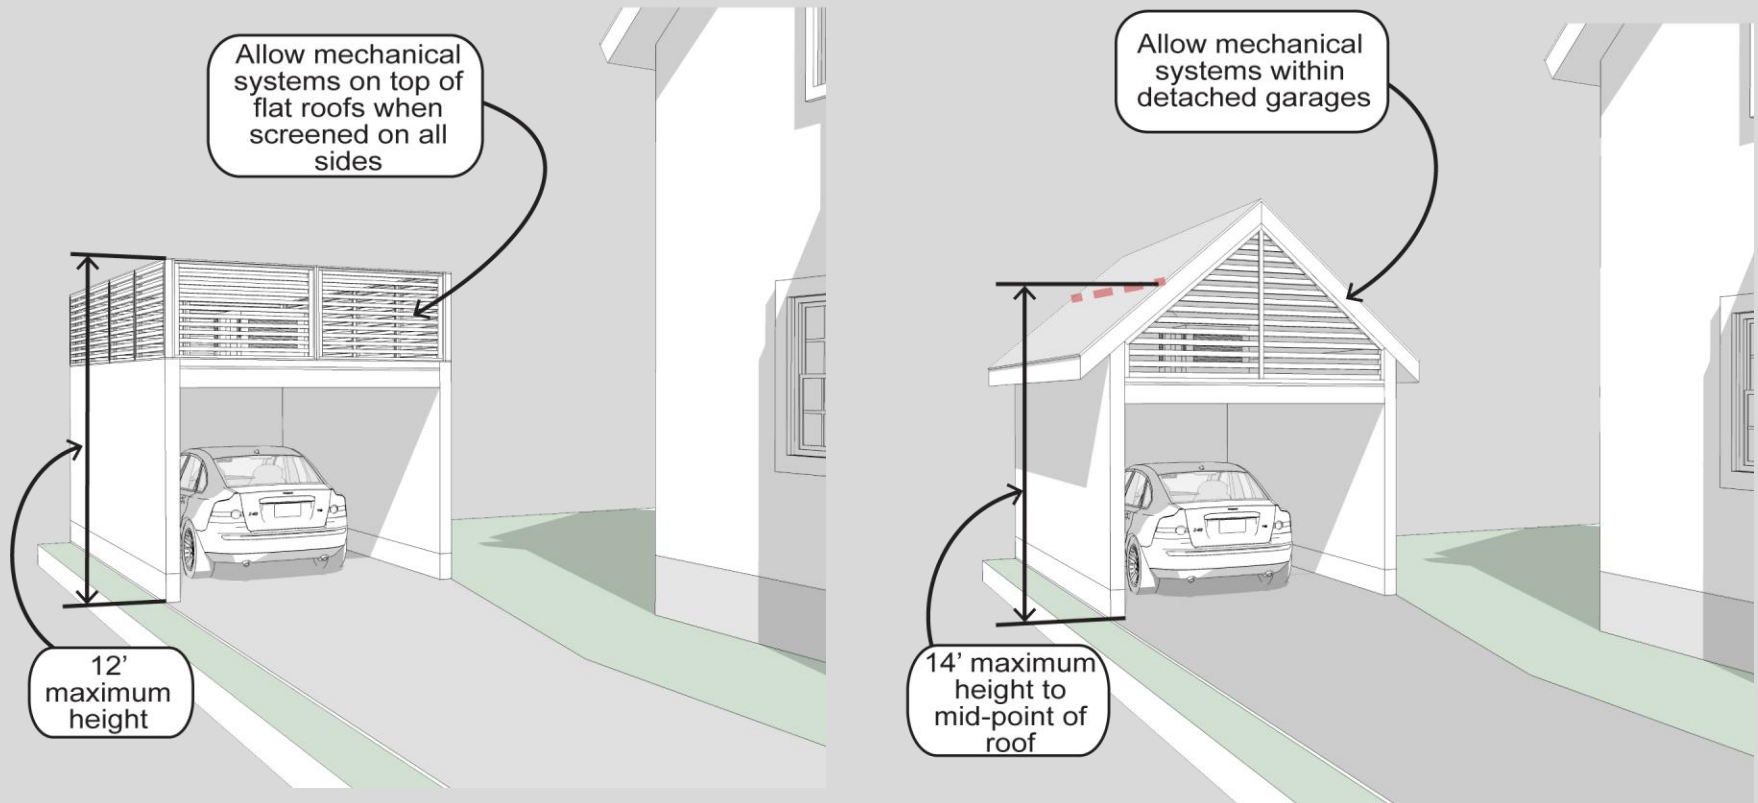 Allow mechanical
systems on top of
flat roofs when
screened on all
sides
12’
maximum
height
Allow mechanical
systems within
detached garages
14’ maximum
height to
mid-point of
roof